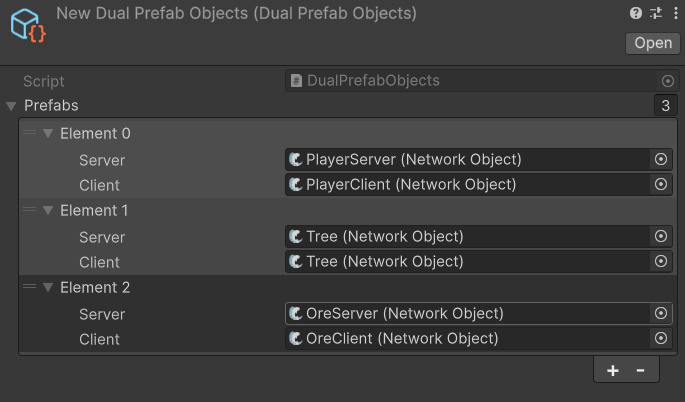 New Dual Prefab Objects (Dual Prefab Objects)
Open
Script # DualPrefabObjects
Prefabs 3
Element 0
Server PlayerServer (Network Object)
Client PlayerClient (Network Object)
Element 1
Server Tree (Network Object)
Client Tree (Network Object)
Element 2
Server OreServer (Network Object)
Client OreClient (Network Object)
+ -